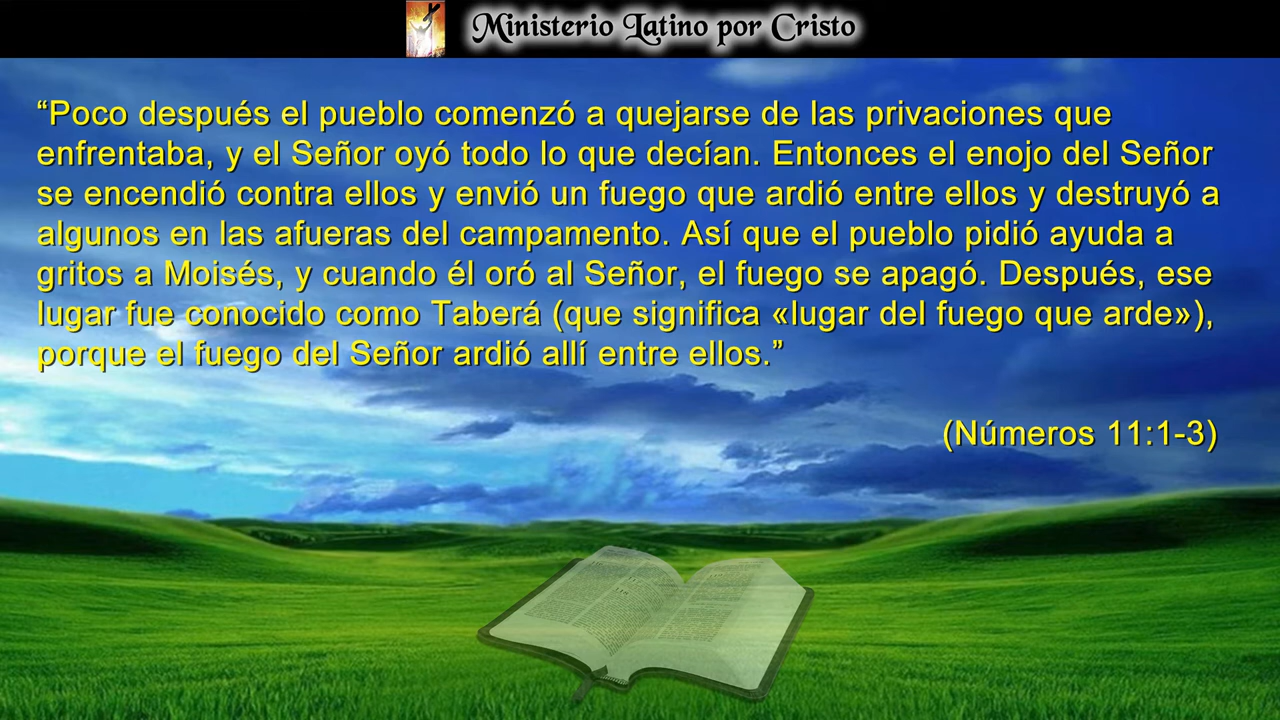 Ministerio Latino por Cristo
“Poco después el pueblo comenzó a quejarse de las privaciones que
enfrentaba, y el Señor oyó todo lo que decían. Entonces el enojo del Señor
se encendió contra ellos y envió un fuego que ardió entre ellos y destruyó a
algunos en las afueras del campamento. Así que el pueblo pidió ayuda a
gritos a Moisés, y cuando él oró al Señor, el fuego se apagó. Después, ese
lugar fue conocido como Taberá (que significa «lugar del fuego que arde»),
porque el fuego del Señor ardió allí entre ellos.”
(Números 11:1-3)